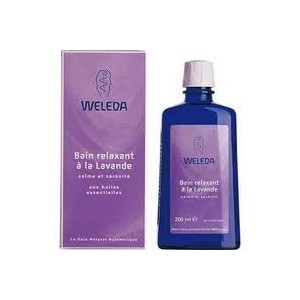 WELEDA
Bain relaxant
à la Lavande
calme et sérénité
aux huiles
essentielles
WELEDA
Bain relaxant
à la Lavande
calme et sérénité
200 ml e